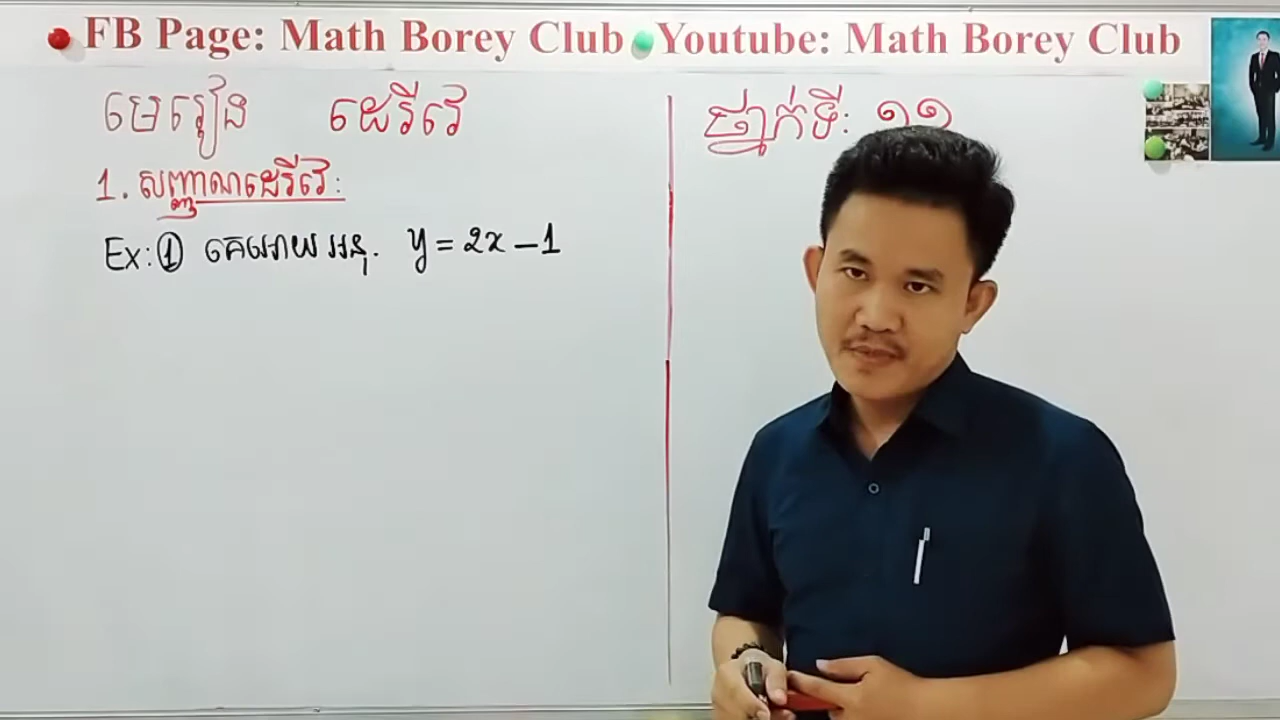 FB Page: Math Borey Club Youtube: Math Borey Club
មេរៀន ដេរីវេ
ថ្នាក់ទី: ១១
1. សញ្ញាណដេរីវេ:
Ex: ① គេអោយ អនុ. y = 2x - 1